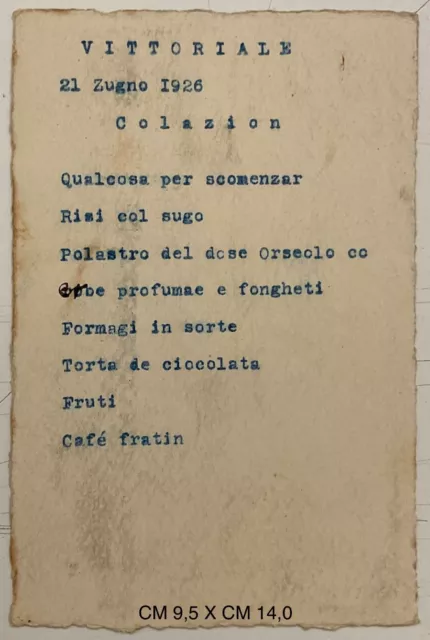 VITTORIALE
21 Zugno I926
Colazion
Qualcosa per scomenzar
Risi col sugo
Polastro del dose Orseolo co
erbe profumae e fongheti
Formagi in sorte
Torta de ciocolata
Fruti
Café fratin
CM 9,5 X CM 14,0